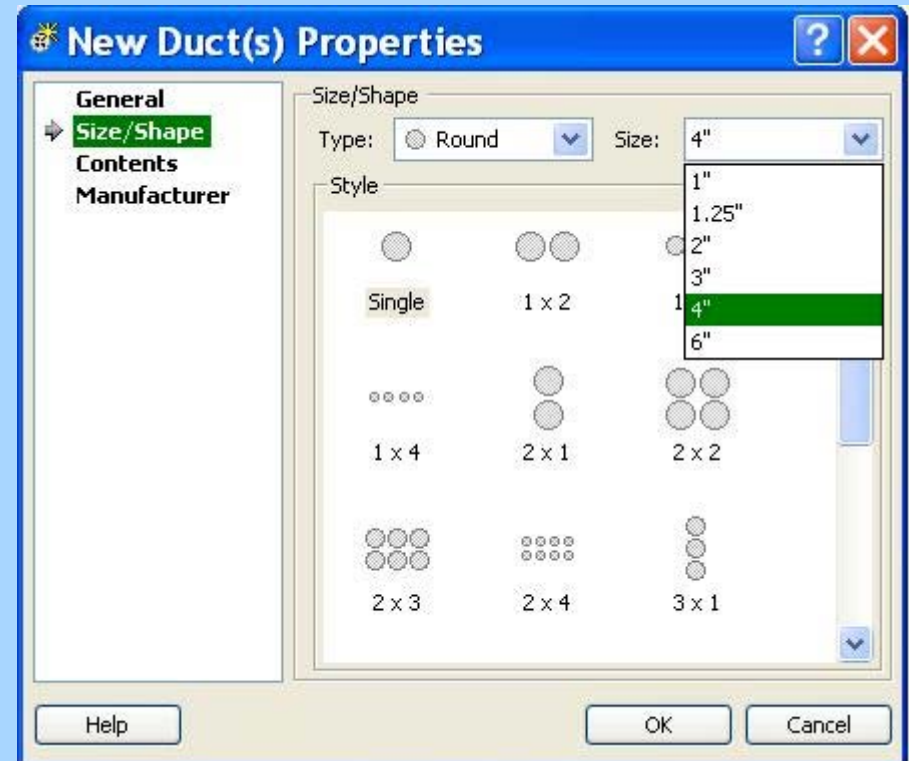 New Duct(s) Properties
General
Size/Shape
Contents
Manufacturer
Size/Shape
Type: Round Size: 4"
1"
1.25"
2"
3"
4"
6"
Style
Single 1 x 2
1 x 4 2 x 1 2 x 2
2 x 3 2 x 4 3 x 1
Help OK Cancel